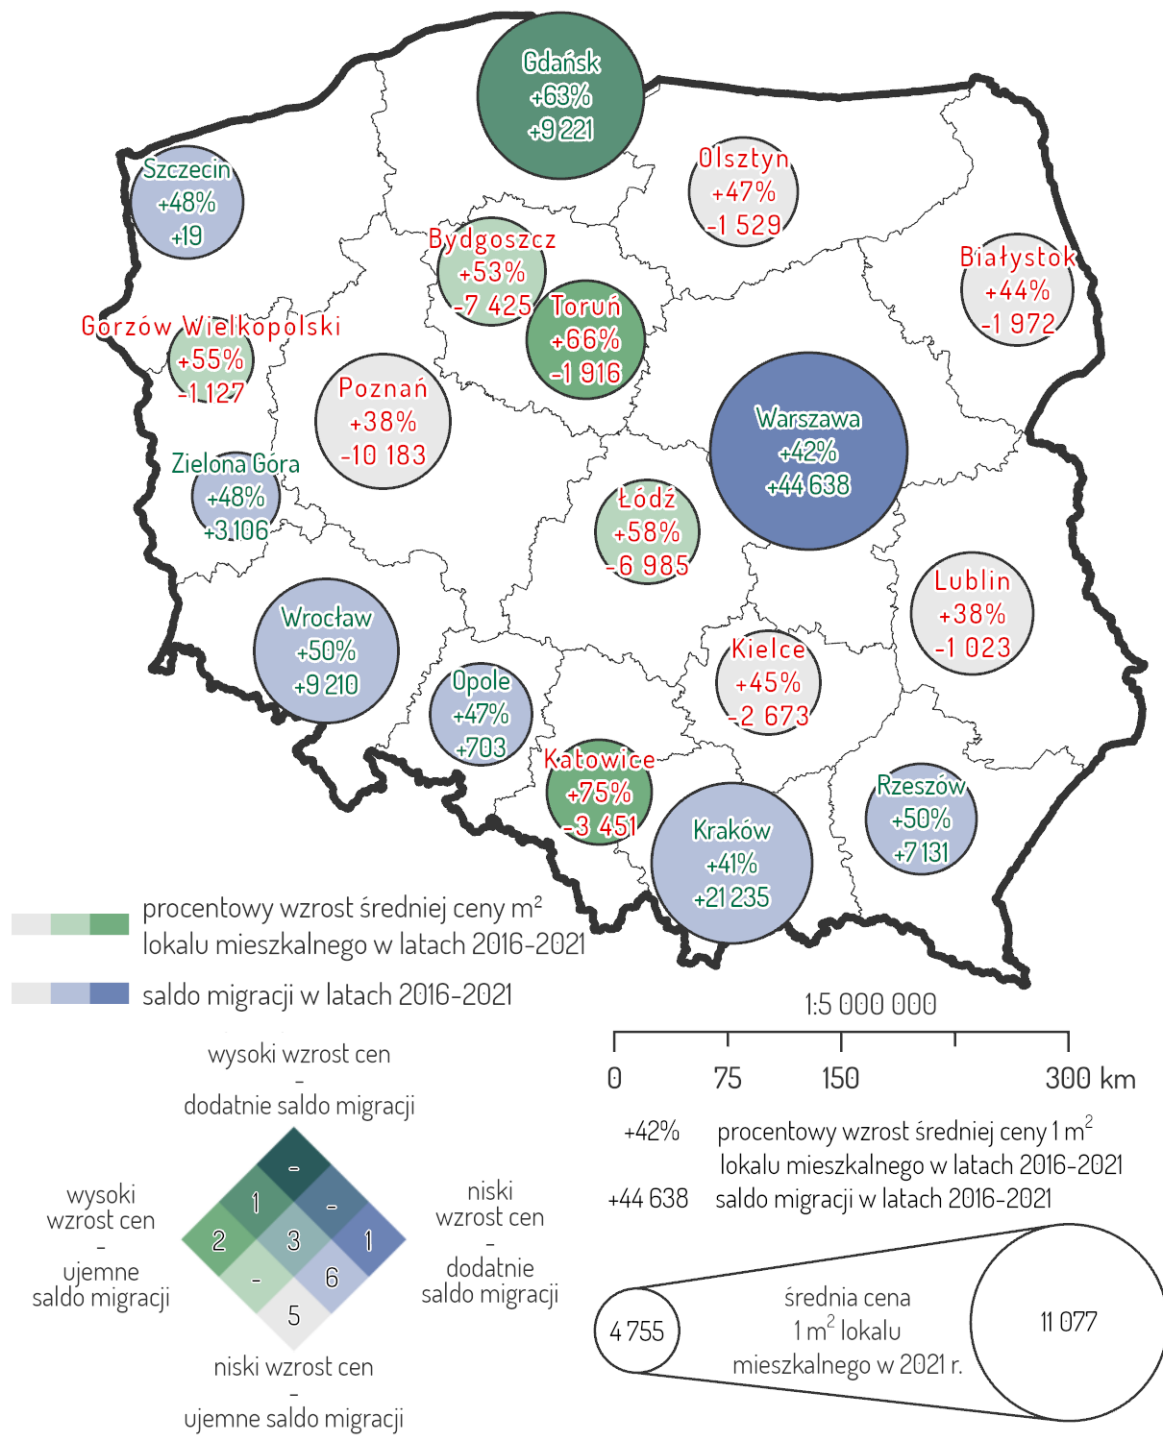 Gdańsk
+63%
+9 221
Szczecin
+48%
+19
Olsztyn
+47%
-1 529
Bydgoszcz
+53%
-7 425
Białystok
+44%
-1 972
Toruń
+66%
-1 916
Gorzów Wielkopolski
+55%
-1 127
Poznań
+38%
-10 183
Warszawa
+42%
+44 638
Zielona Góra
+48%
+3 106
Łódź
+58%
-6 985
Lublin
+38%
-1 023
Wrocław
+50%
+9 210
Kielce
+45%
-2 673
Opole
+47%
+703
Katowice
+75%
-3 451
Rzeszów
+50%
+7 131
Kraków
+41%
+21 235
procentowy wzrost średniej ceny m²
lokalu mieszkalnego w latach 2016-2021
saldo migracji w latach 2016-2021
1:5 000 000
0 75 150 300 km
wysoki wzrost cen
-
dodatnie saldo migracji
wysoki
wzrost cen
-
ujemne
saldo migracji
-
1 -
2 3 1
- 6
5
niski
wzrost cen
-
dodatnie
saldo migracji
niski wzrost cen
-
ujemne saldo migracji
+42% procentowy wzrost średniej ceny 1 m²
lokalu mieszkalnego w latach 2016-2021
+44 638 saldo migracji w latach 2016-2021
4 755
średnia cena
1 m² lokalu
mieszkalnego w 2021 r.
11 077